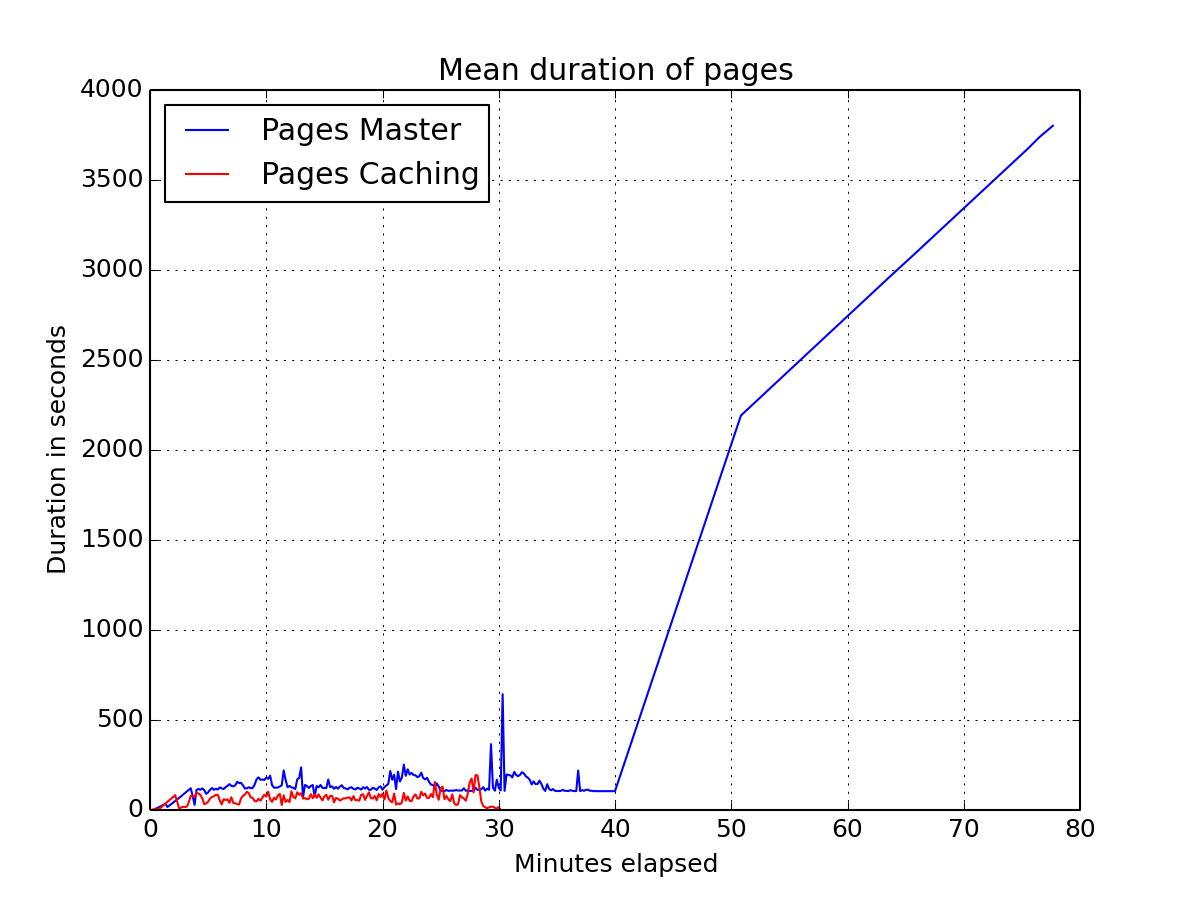 Mean duration of pages
4000
3500
3000
2500
2000
1500
1000
500
0
Duration in seconds
Pages Master
Pages Caching
0 10 20 30 40 50 60 70 80
Minutes elapsed